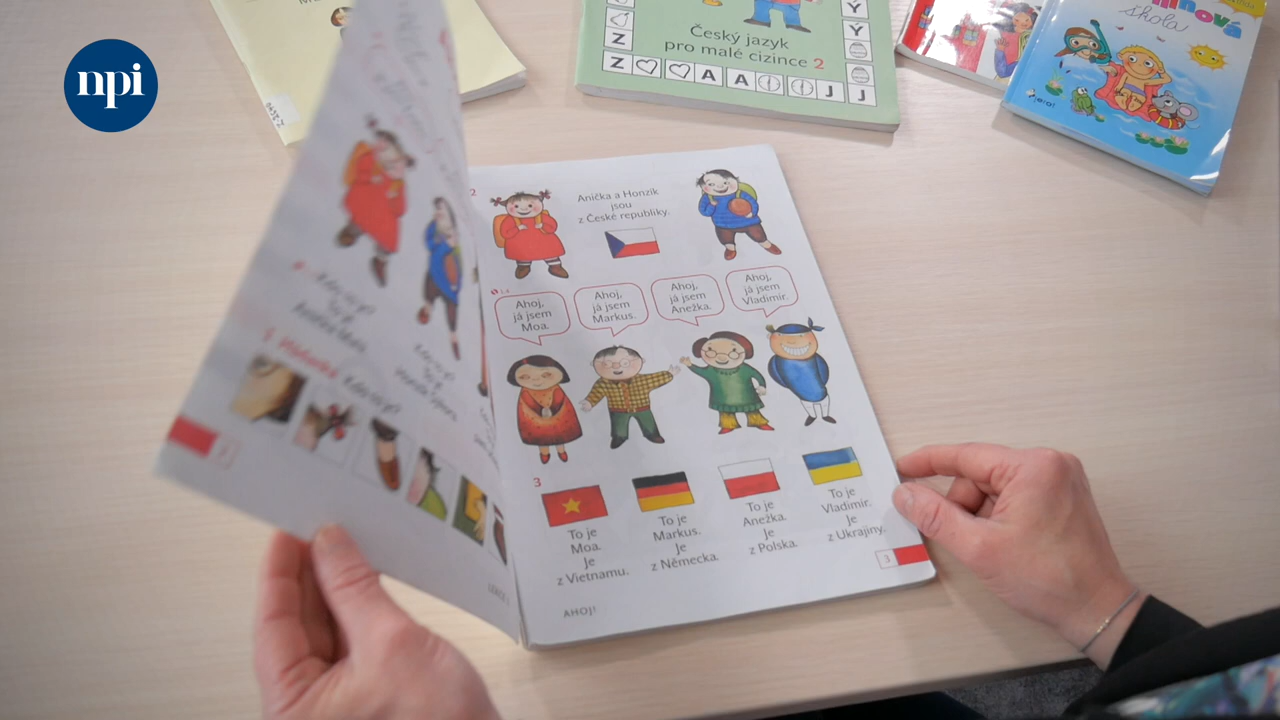 npi
Český jazyk
pro malé cizince 2
Z
Z
A
A
J
J
Ý
Ý
škola
2
Anička a Honzík
jsou
z České republiky.
Ahoj,
já jsem
Moa.
Ahoj,
já jsem
Markus.
Ahoj,
já jsem
Anežka.
Ahoj,
já jsem
Vladimir.
3
To je
Moa.
Je
z Vietnamu.
To je
Markus.
Je
z Německa.
To je
Anežka.
Je
z Polska.
To je
Vladimir.
Je
z Ukrajiny.
3
AHOJ!